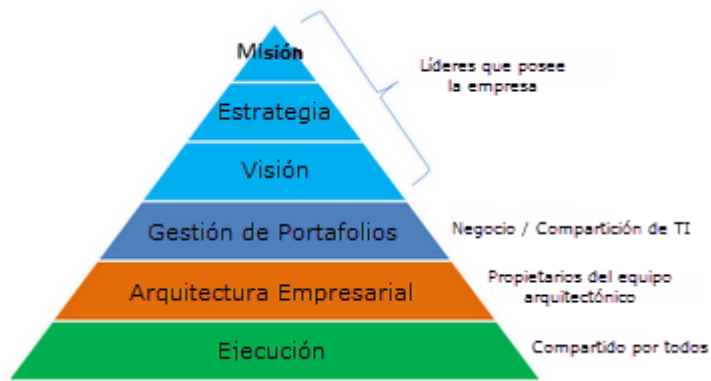 Misión
Líderes que posee
la empresa
Estrategia
Visión
Gestión de Portafolios
Negocio / Compartición de TI
Arquitectura Empresarial
Propietarios del equipo
arquitectónico
Ejecución
Compartido por todos